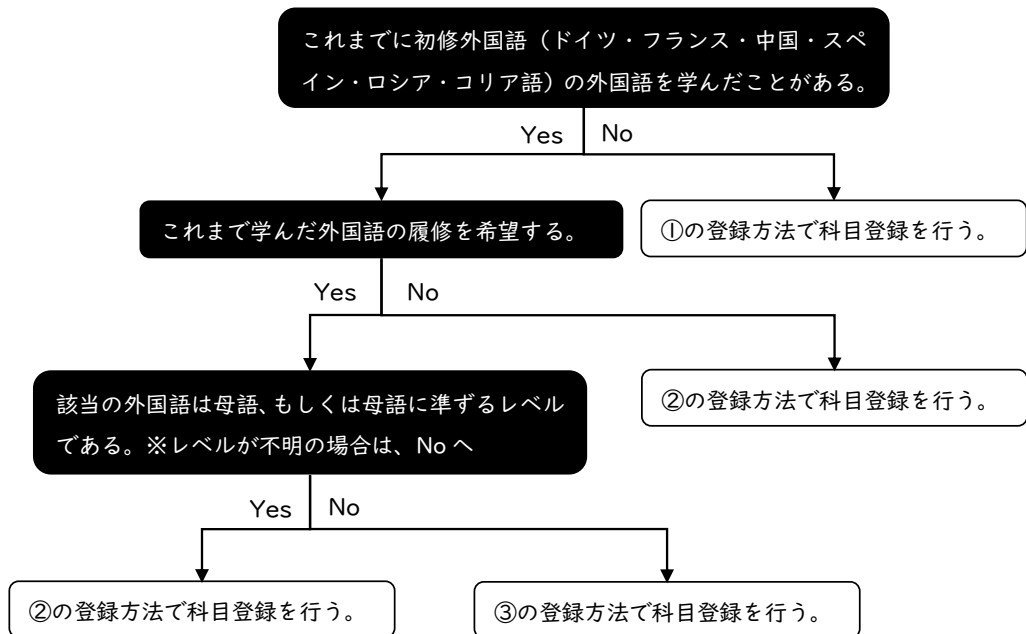 これまでに初修外国語（ドイツ・フランス・中国・スペ
イン・ロシア・コリア語）の外国語を学んだことがある。
Yes
No
これまで学んだ外国語の履修を希望する。
①の登録方法で科目登録を行う。
Yes
No
該当の外国語は母語、もしくは母語に準ずるレベル
である。※レベルが不明の場合は、No へ
②の登録方法で科目登録を行う。
Yes
No
②の登録方法で科目登録を行う。
③の登録方法で科目登録を行う。